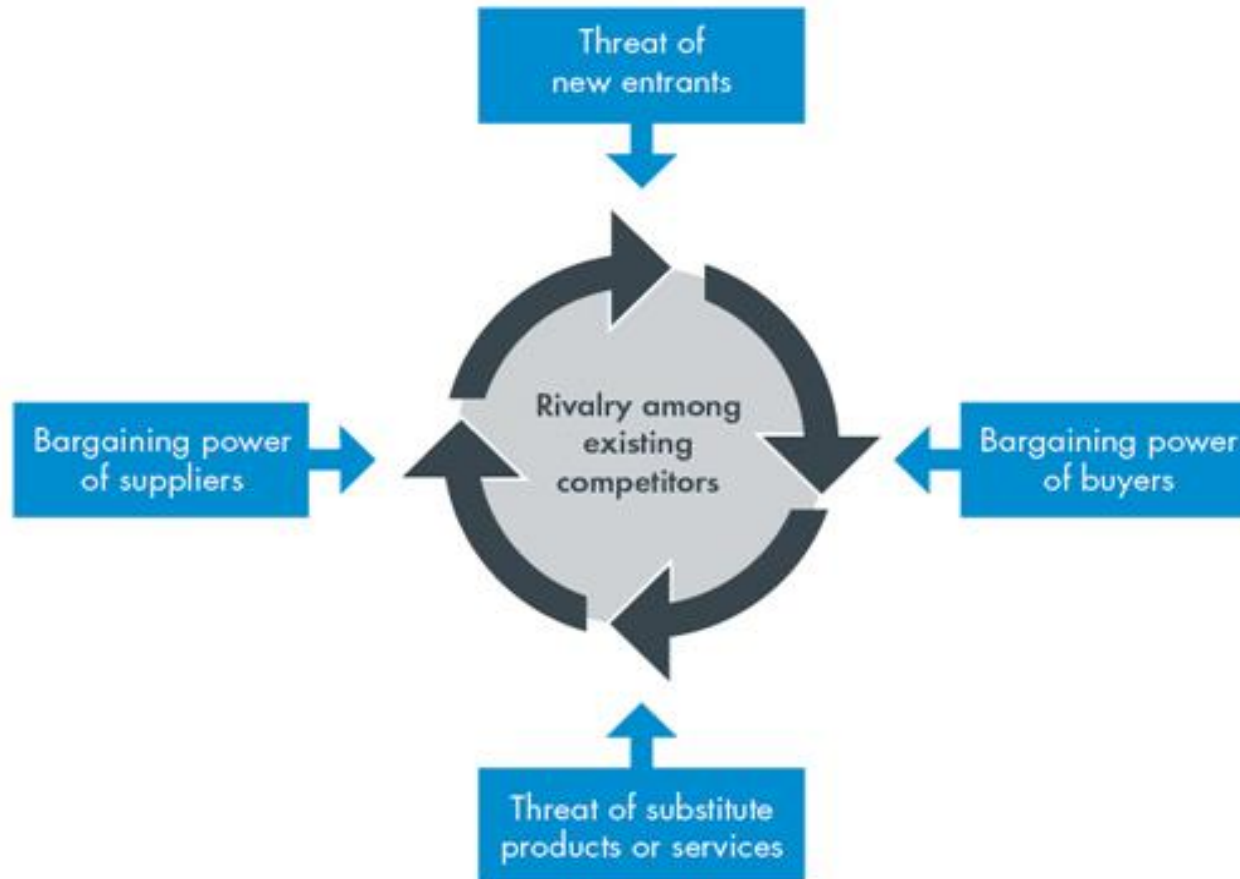 Threat of
new entrants
Bargaining power
of suppliers
Rivalry among
existing
competitors
Bargaining power
of buyers
Threat of substitute
products or services